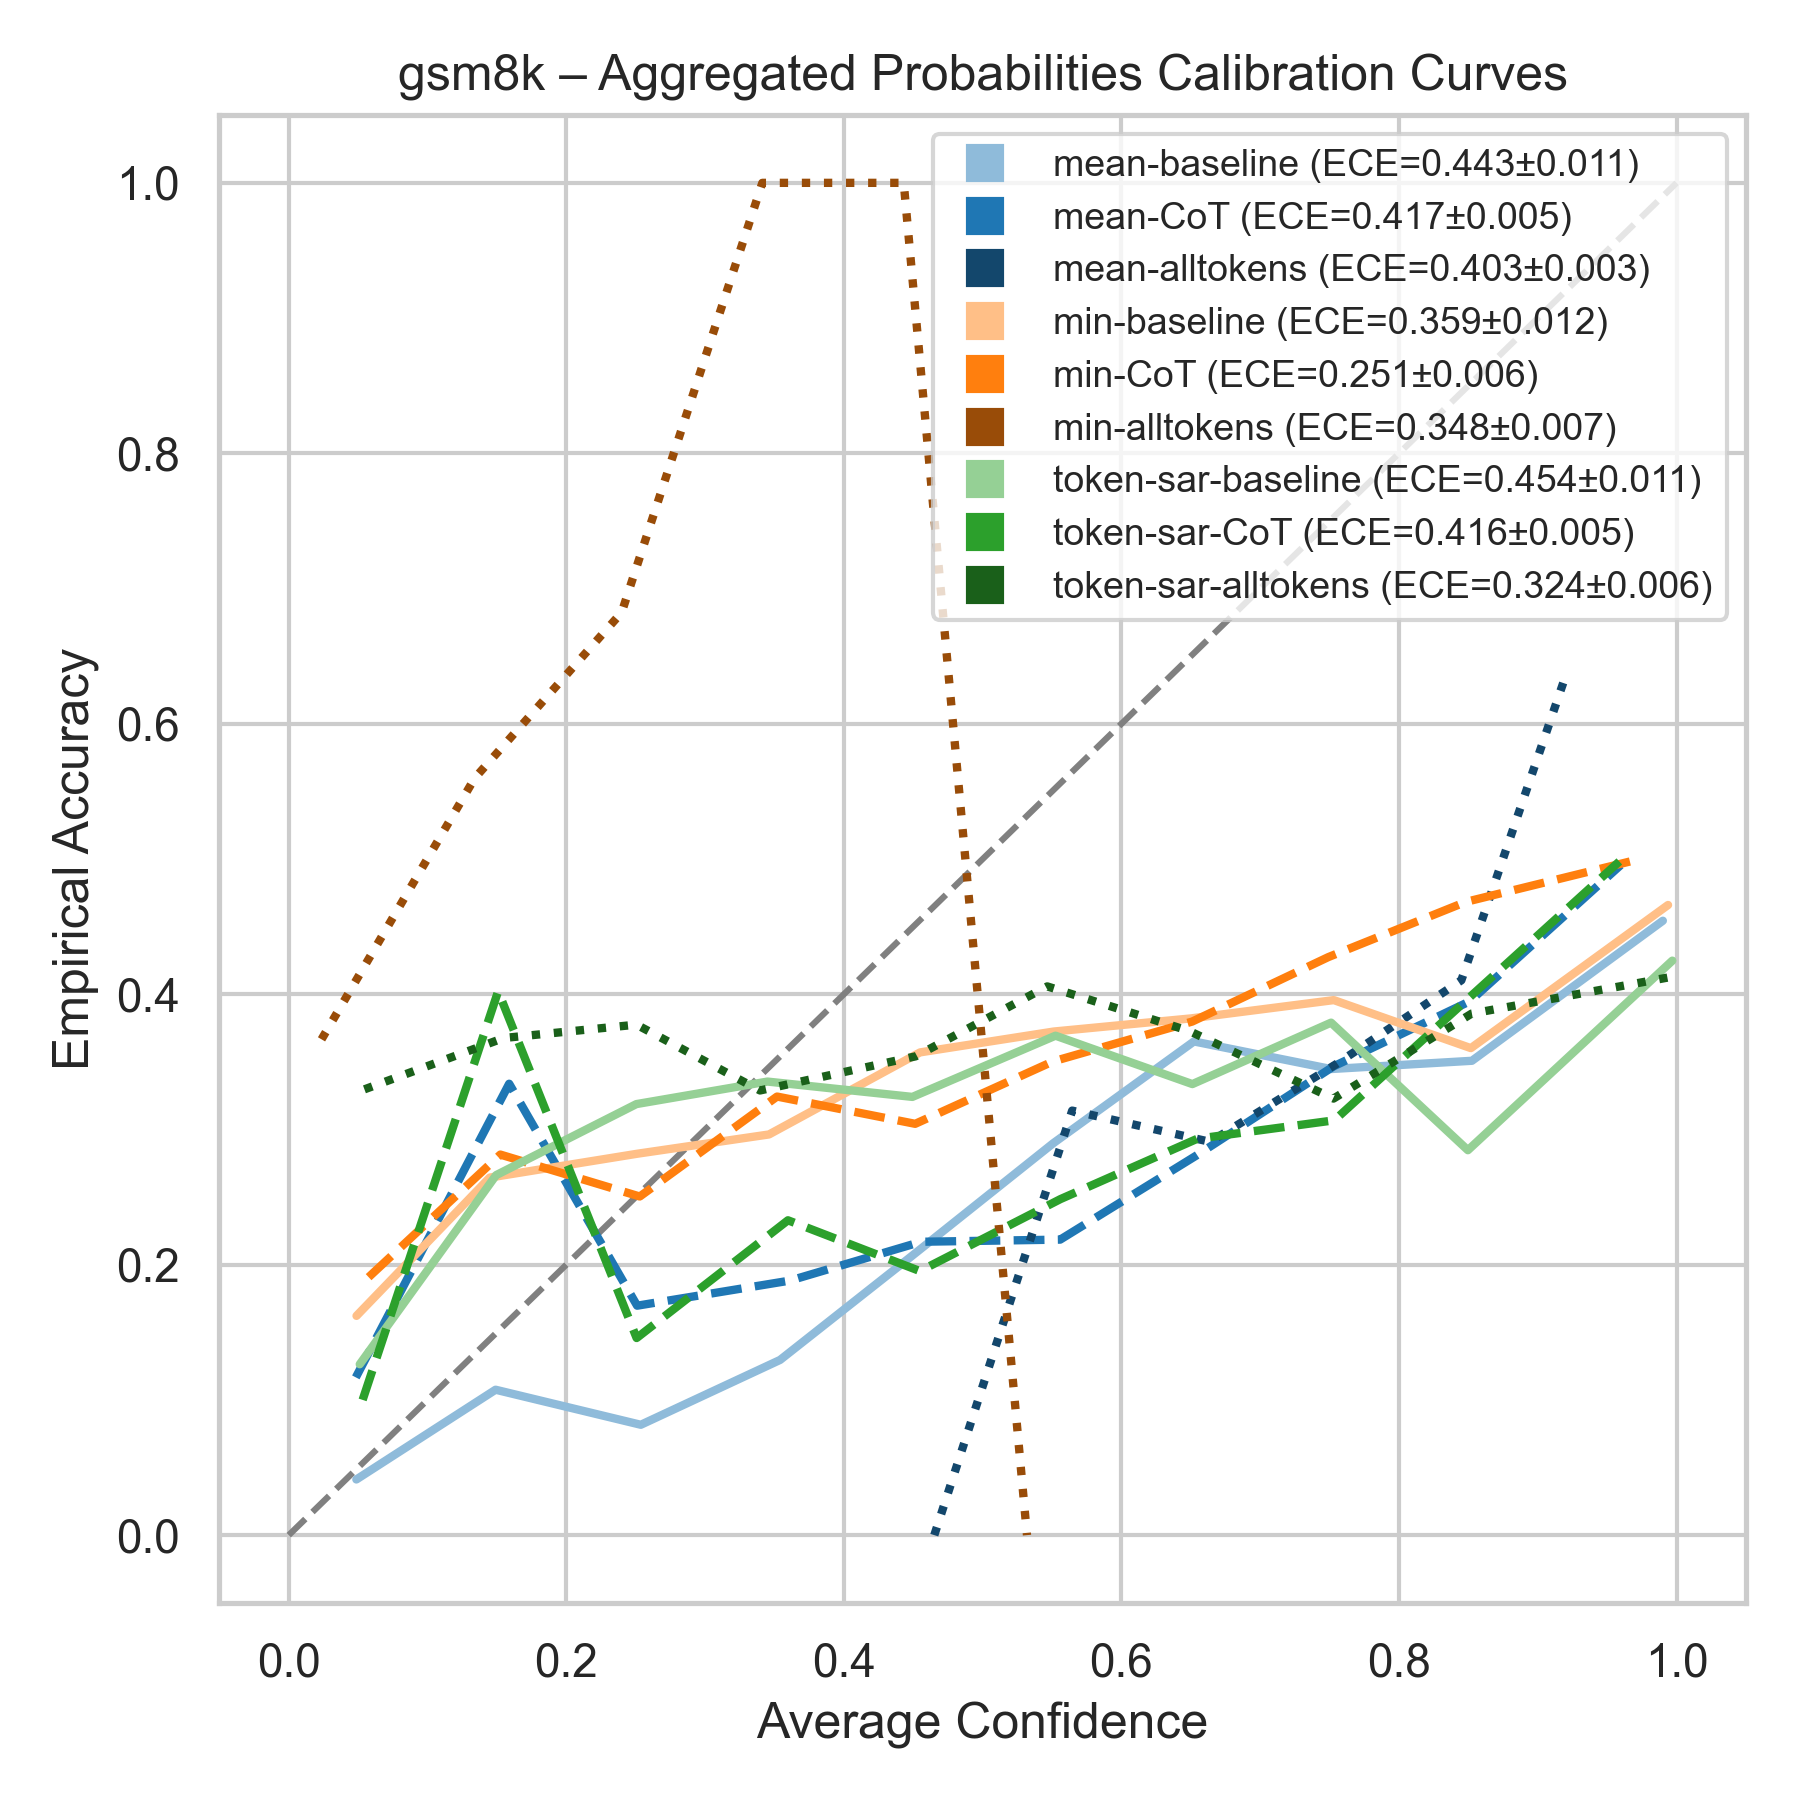 gsm8k – Aggregated Probabilities Calibration Curves
mean-baseline (ECE=0.443±0.011)
mean-CoT (ECE=0.417±0.005)
mean-alltokens (ECE=0.403±0.003)
min-baseline (ECE=0.359±0.012)
min-CoT (ECE=0.251±0.006)
min-alltokens (ECE=0.348±0.007)
token-sar-baseline (ECE=0.454±0.011)
token-sar-CoT (ECE=0.416±0.005)
token-sar-alltokens (ECE=0.324±0.006)
Empirical Accuracy
1.0
0.8
0.6
0.4
0.2
0.0
0.0 0.2 0.4 0.6 0.8 1.0
Average Confidence